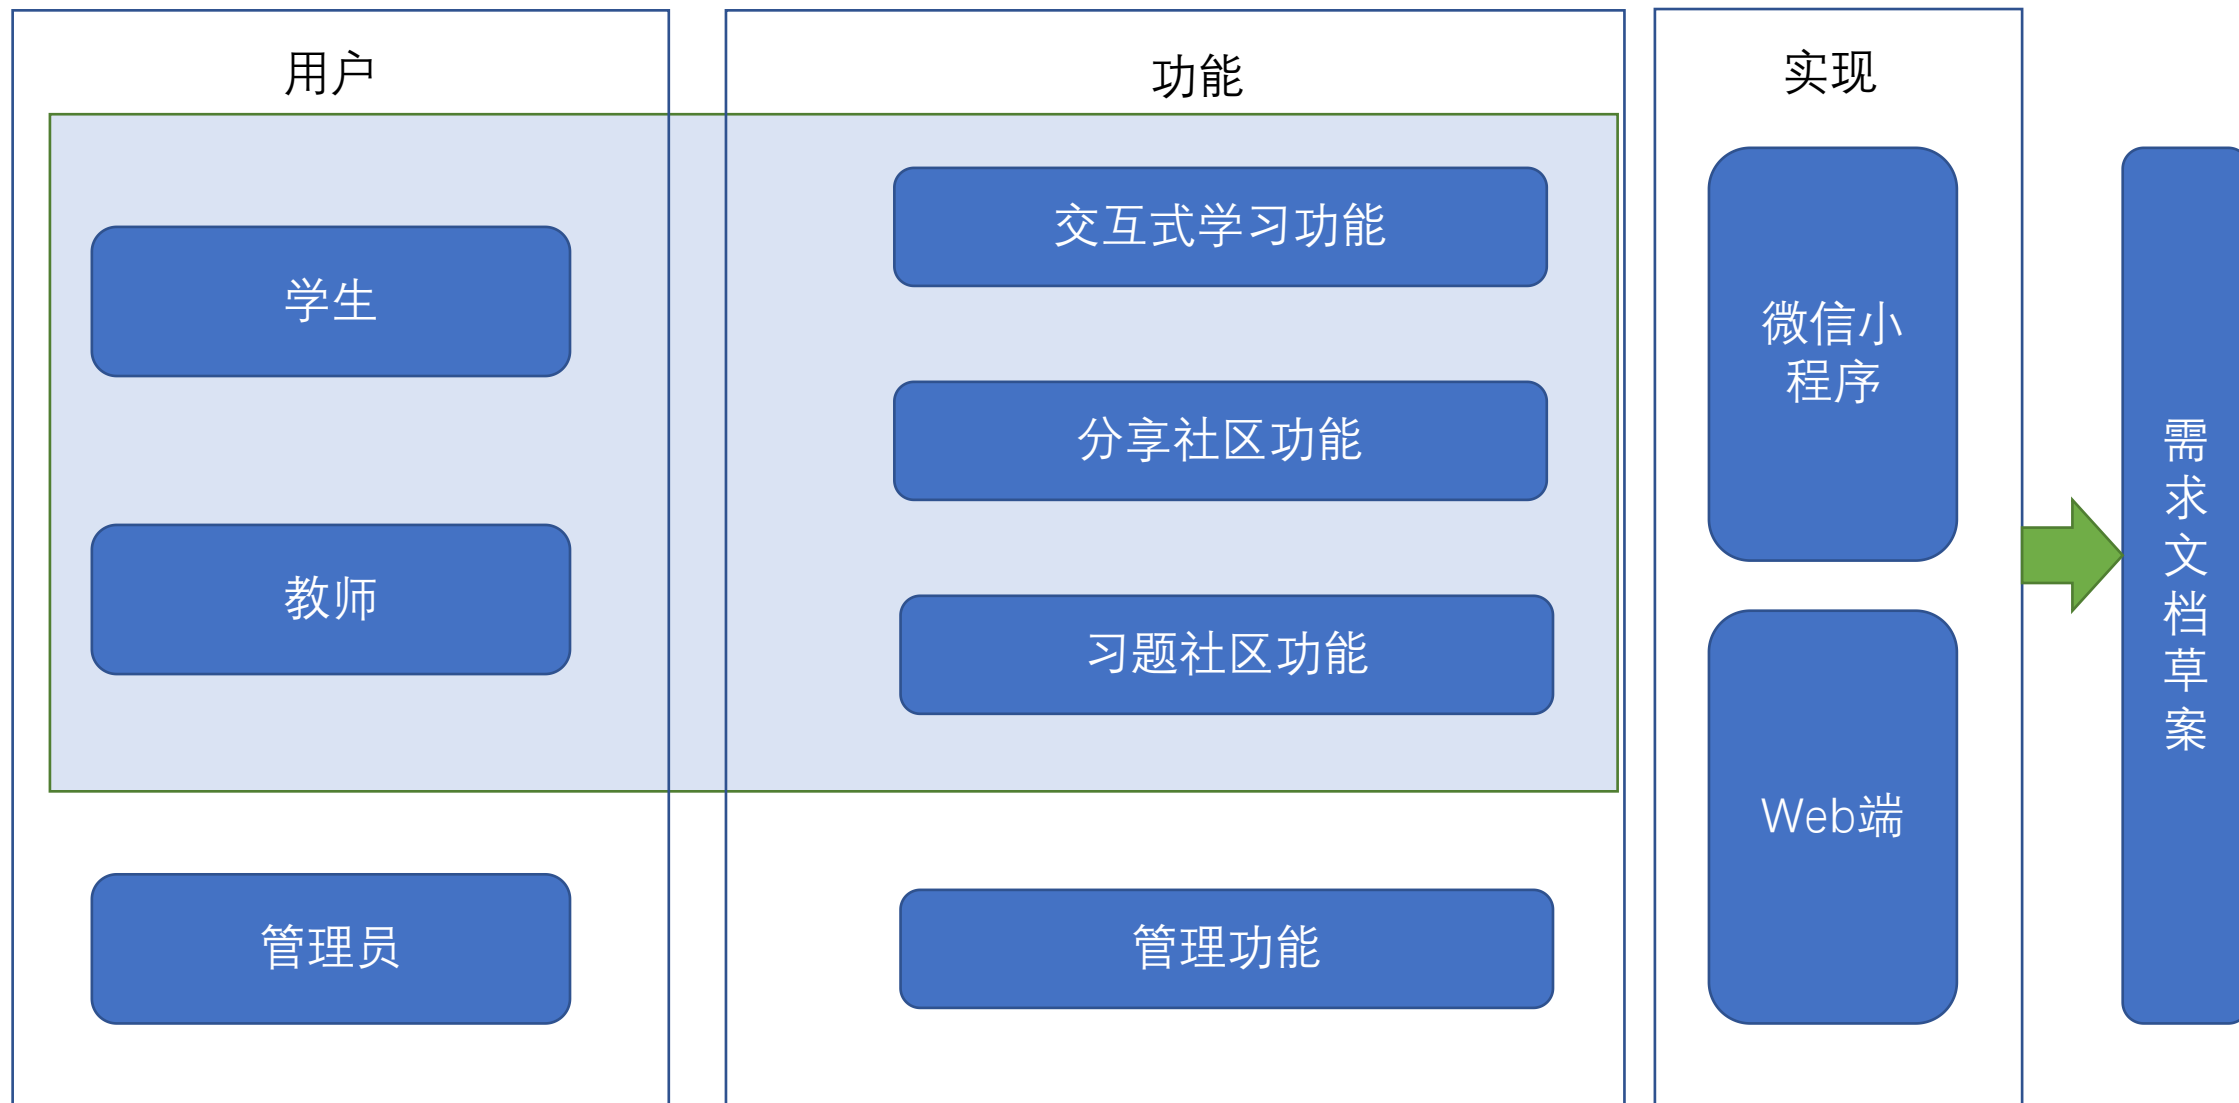 用户
学生
教师
管理员
功能
交互式学习功能
分享社区功能
习题社区功能
管理功能
实现
微信小
程序
Web端
需
求
文
档
草
案